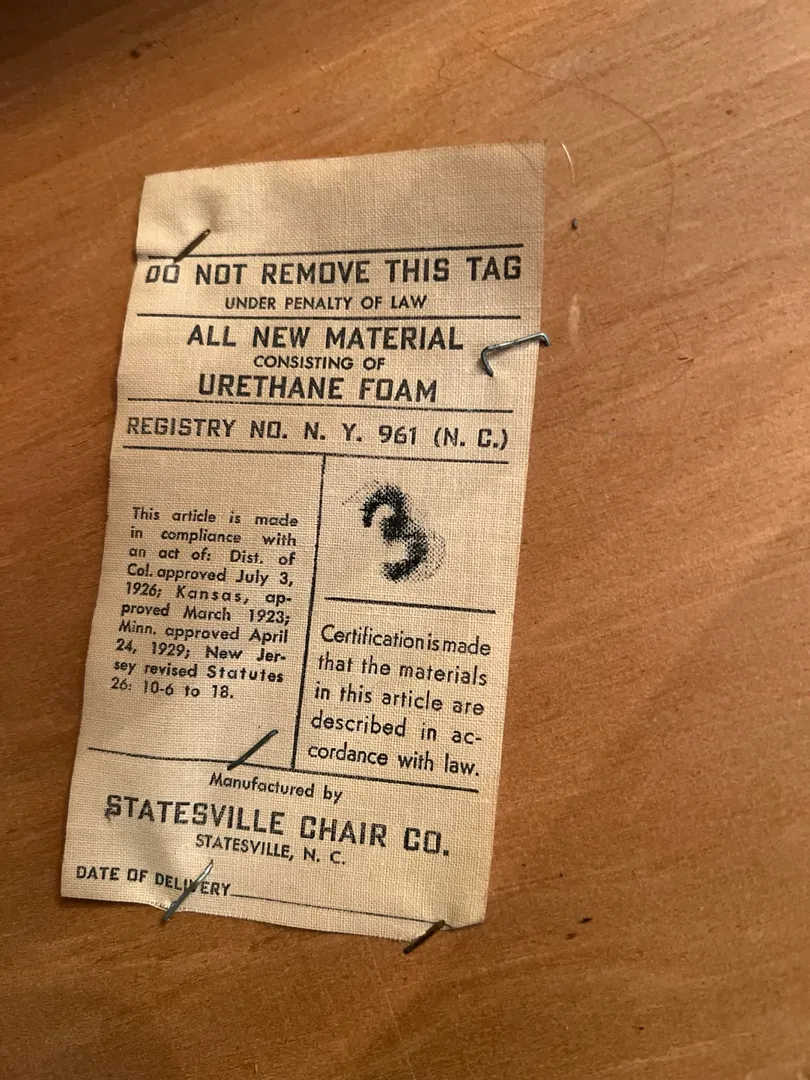 DO NOT REMOVE THIS TAG
UNDER PENALTY OF LAW
ALL NEW MATERIAL
CONSISTING OF
URETHANE FOAM
REGISTRY NO. N. Y. 961 (N. C.)
This article is made
in compliance with
an act of: Dist. of
Col. approved July 3,
1926; Kansas, ap-
proved March 1923;
Minn. approved April
24, 1929; New Jer-
sey revised Statutes
26: 10-6 to 18.
3
Certification is made
that the materials
in this article are
described in ac-
cordance with law.
Manufactured by
STATESVILLE CHAIR CO.
STATESVILLE, N. C.
DATE OF DELIVERY